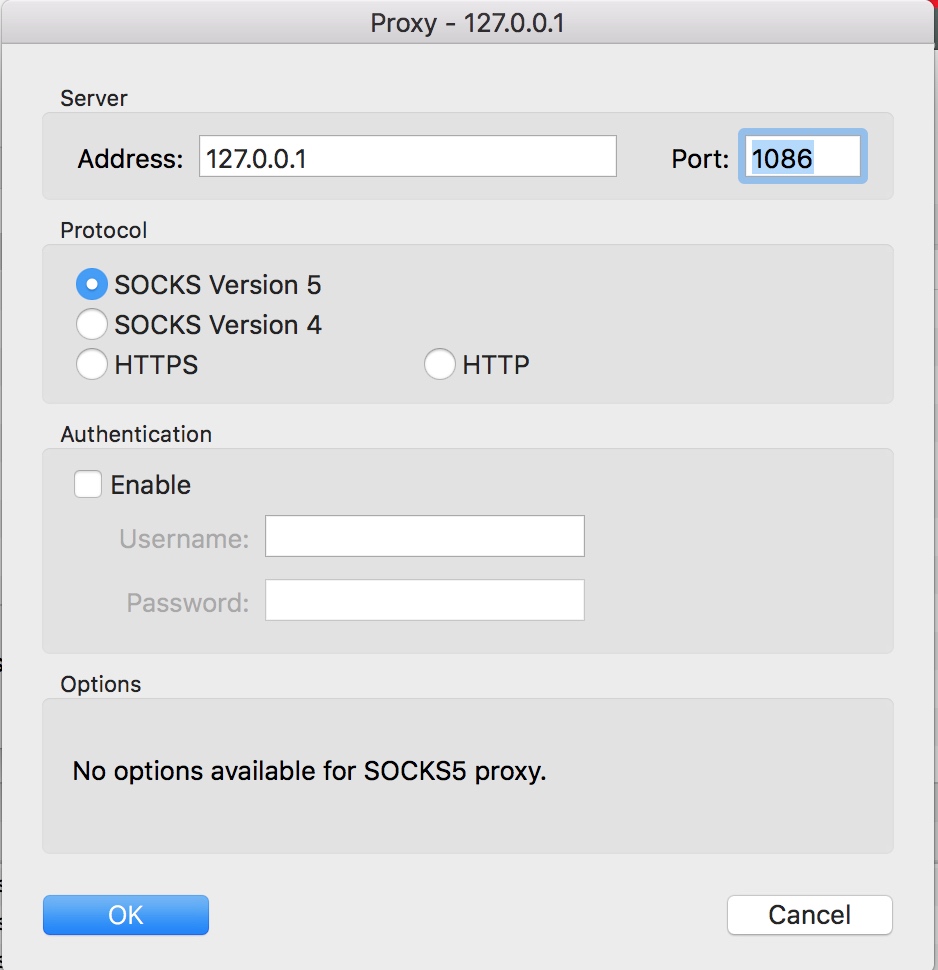 Proxy - 127.0.0.1
Server
Address: 127.0.0.1 Port: 1086
Protocol
SOCKS Version 5
SOCKS Version 4
HTTPS HTTP
Authentication
Enable
Username:
Password:
Options
No options available for SOCKS5 proxy.
OK Cancel